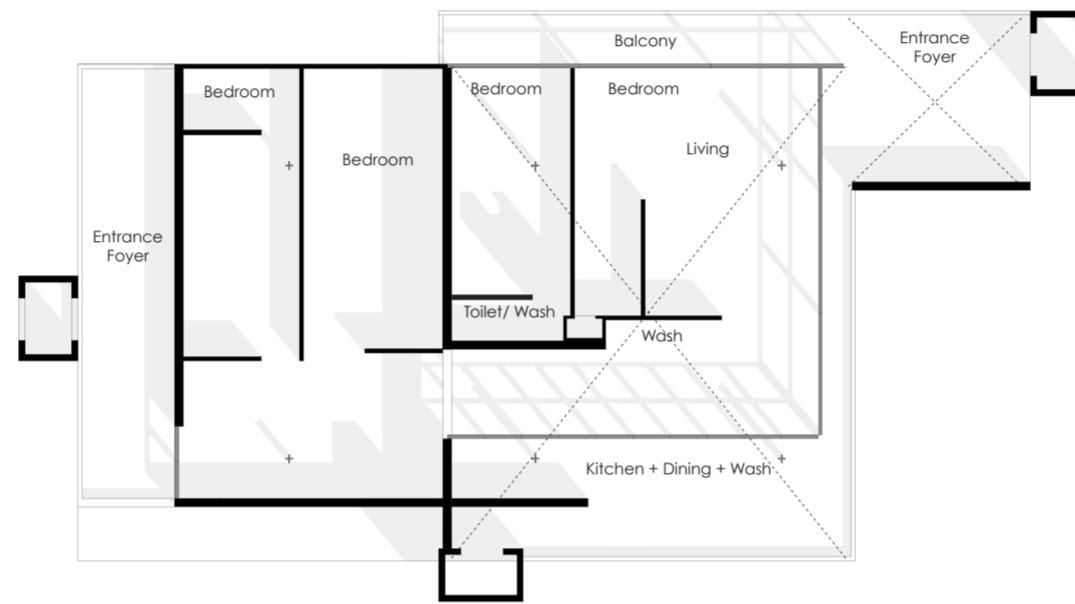 Balcony
Entrance
Foyer
Bedroom
Bedroom
Bedroom
Living
Bedroom
Entrance
Foyer
Toilet/ Wash
Wash
Kitchen + Dining + Wash